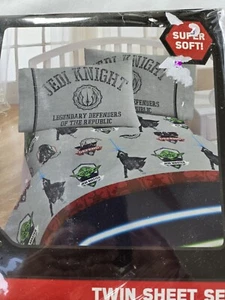 SUPER
SOFT!
JEDI KNIGHT
LEGENDARY DEFENDERS
OF THE REPUBLIC
TWIN SHEET SE